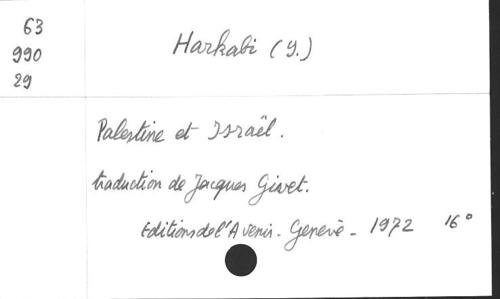 63
990
29
Harkabi (Y.)
Palestine et Israël.
traduction de Jacques Givet.
Editions de l'Avenir - Genève - 1972 16°